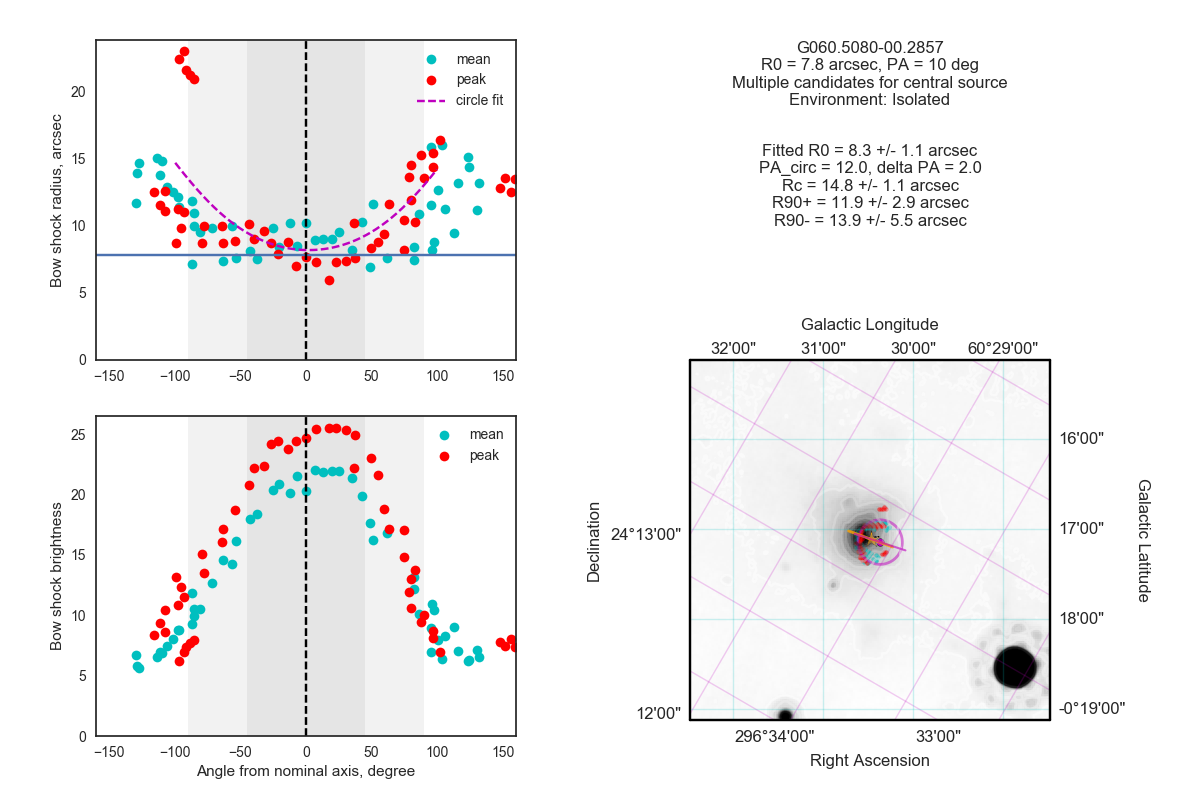 Bow shock radius, arcsec
20
15
10
5
0
−150
−100
−50
0
50
100
150
mean
peak
circle fit
Bow shock brightness
25
20
15
10
5
0
−150
−100
−50
0
50
100
150
Angle from nominal axis, degree
mean
peak
G060.5080-00.2857
R0 = 7.8 arcsec, PA = 10 deg
Multiple candidates for central source
Environment: Isolated
Fitted R0 = 8.3 +/- 1.1 arcsec
PA_circ = 12.0, delta PA = 2.0
Rc = 14.8 +/- 1.1 arcsec
R90+ = 11.9 +/- 2.9 arcsec
R90- = 13.9 +/- 5.5 arcsec
Galactic Longitude
32'00"
31'00"
30'00"
60°29'00"
16'00"
17'00"
18'00"
-0°19'00"
Galactic Latitude
Declination
24°13'00"
12'00"
296°34'00"
33'00"
Right Ascension